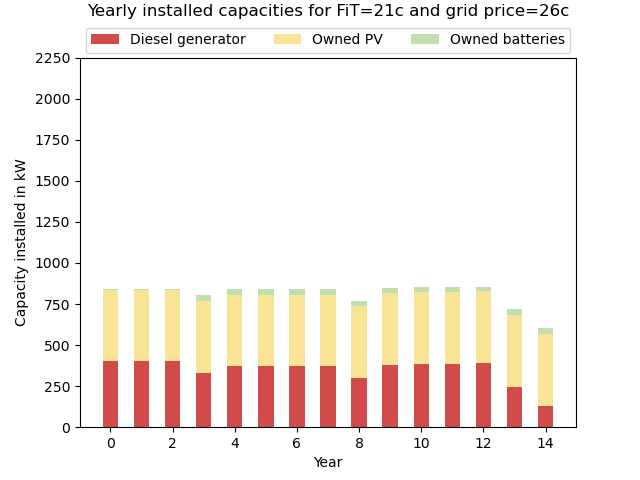 Yearly installed capacities for FiT=21c and grid price=26c
Diesel generator Owned PV Owned batteries
2250
2000
1750
1500
1250
1000
750
500
250
0
Capacity installed in kW
0 2 4 6 8 10 12 14
Year